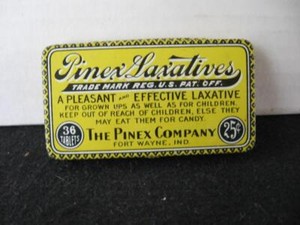 Pinex Laxatives
TRADE MARK REG. U.S. PAT. OFF.
A PLEASANT AND EFFECTIVE LAXATIVE
FOR GROWN UPS AS WELL AS FOR CHILDREN.
KEEP OUT OF REACH OF CHILDREN, ELSE THEY
MAY EAT THEM FOR CANDY.
36
TABLETS
THE PINEX COMPANY
FORT WAYNE, IND.
25¢